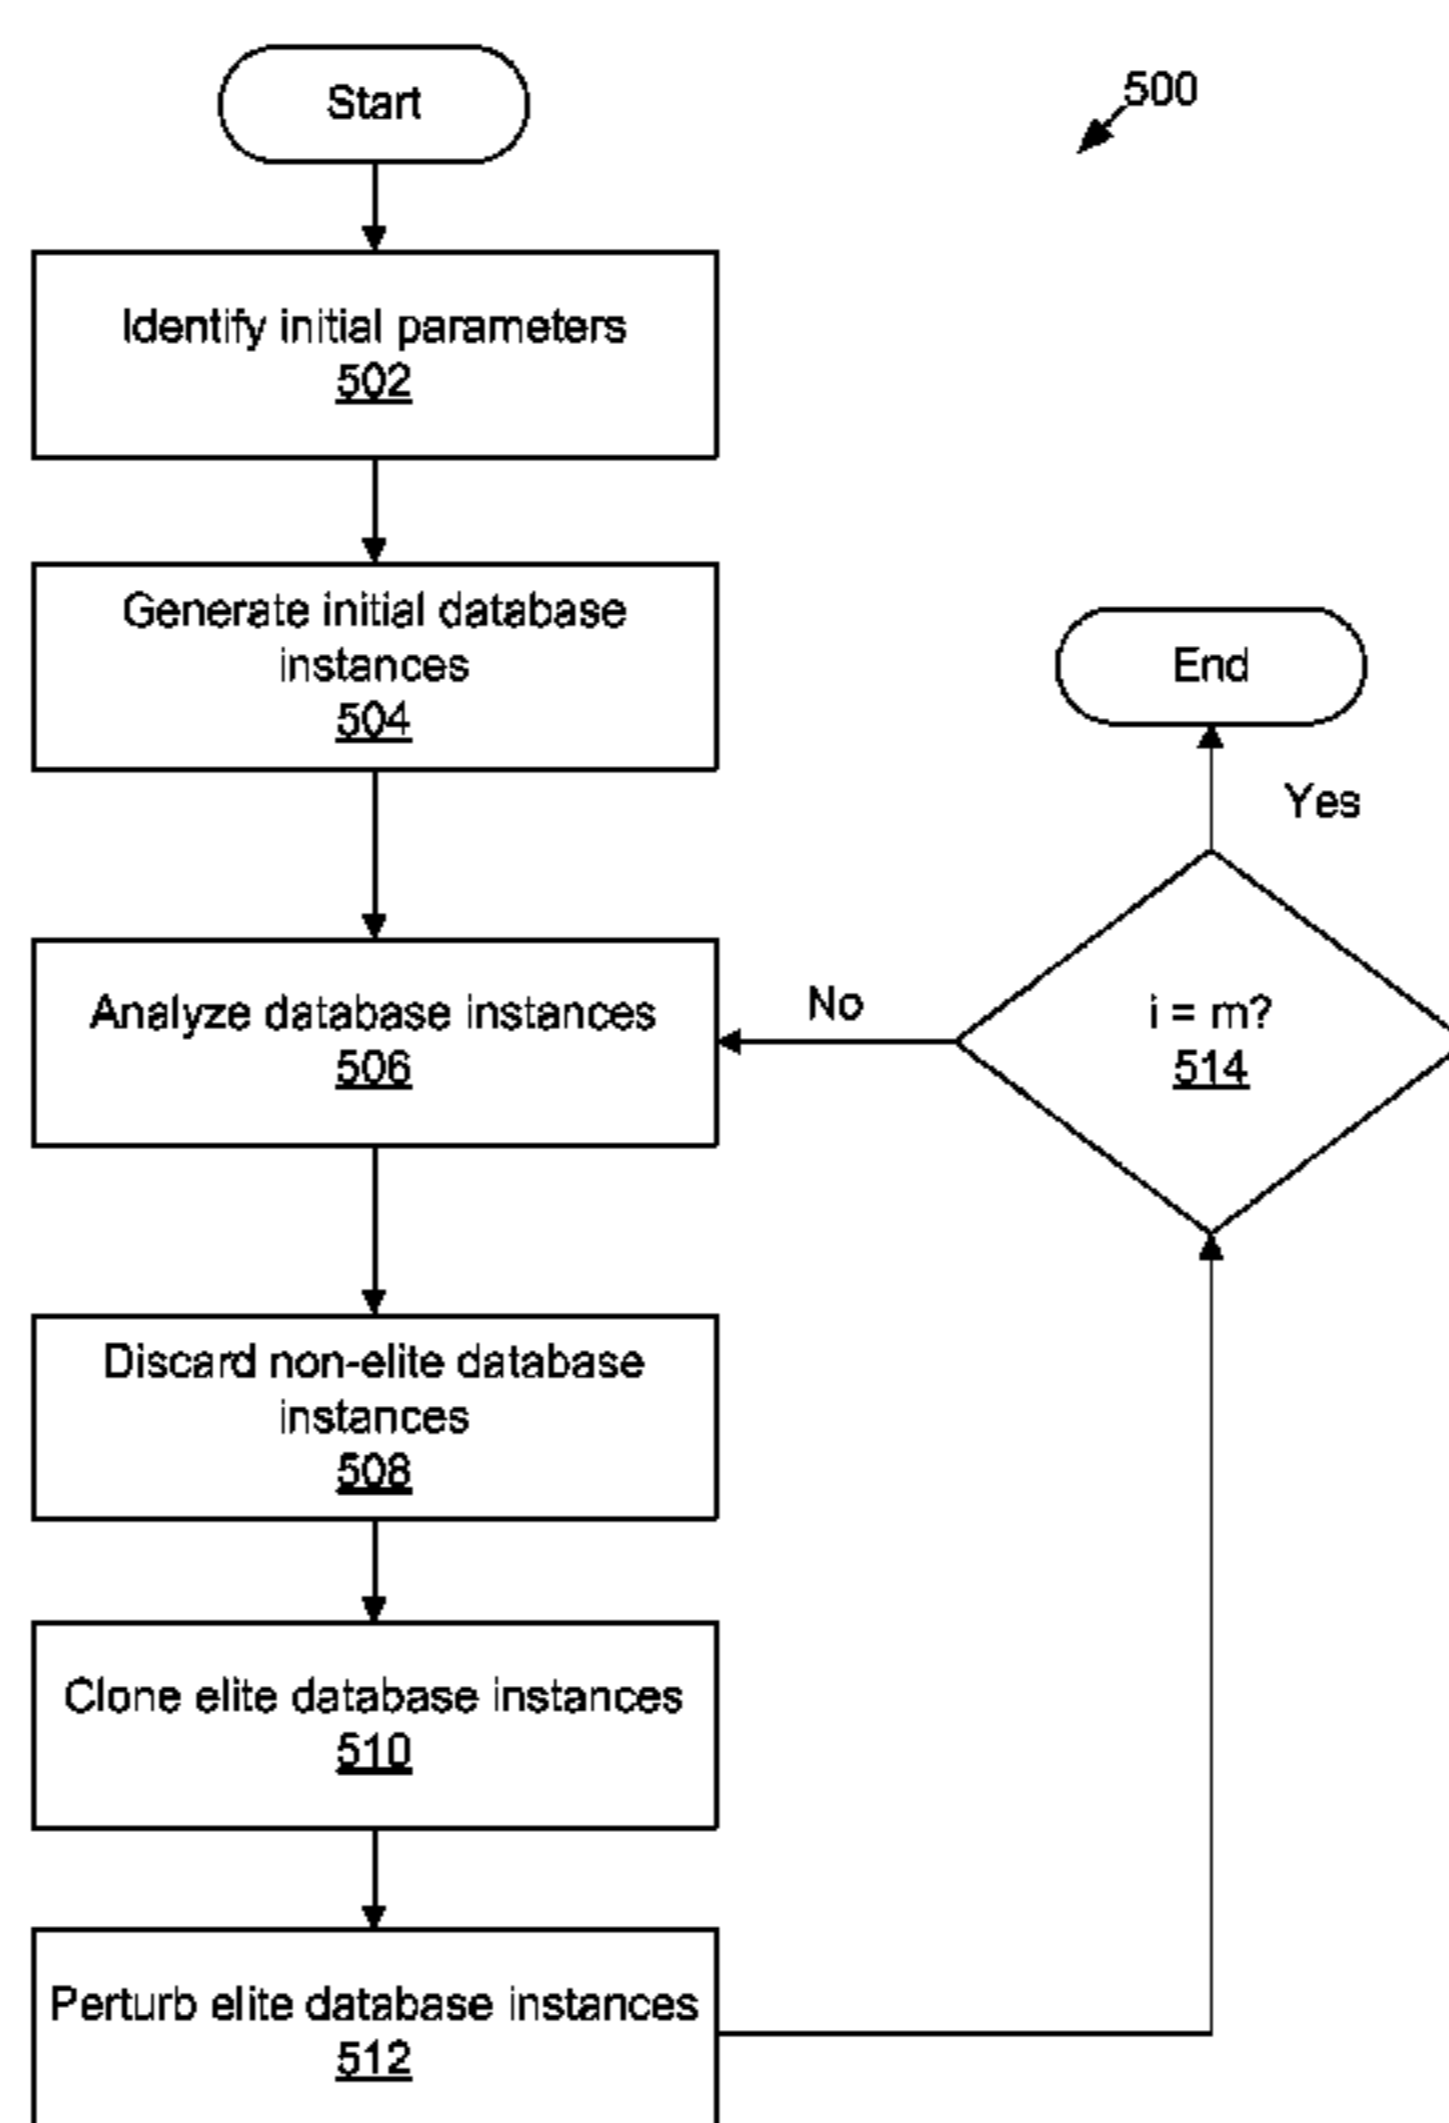 Start
500
Identify initial parameters
502
Generate initial database
instances
504
End
Yes
Analyze database instances
506
No
i = m?
514
Discard non-elite database
instances
508
Clone elite database instances
510
Perturb elite database instances
512